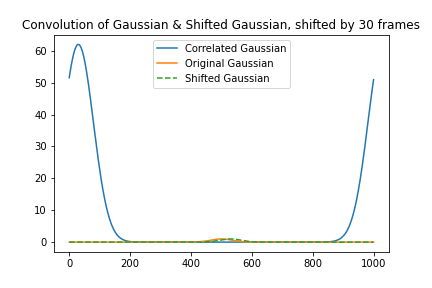 Convolution of Gaussian & Shifted Gaussian, shifted by 30 frames
Correlated Gaussian
Original Gaussian
Shifted Gaussian
60
50
40
30
20
10
0
0 200 400 600 800 1000